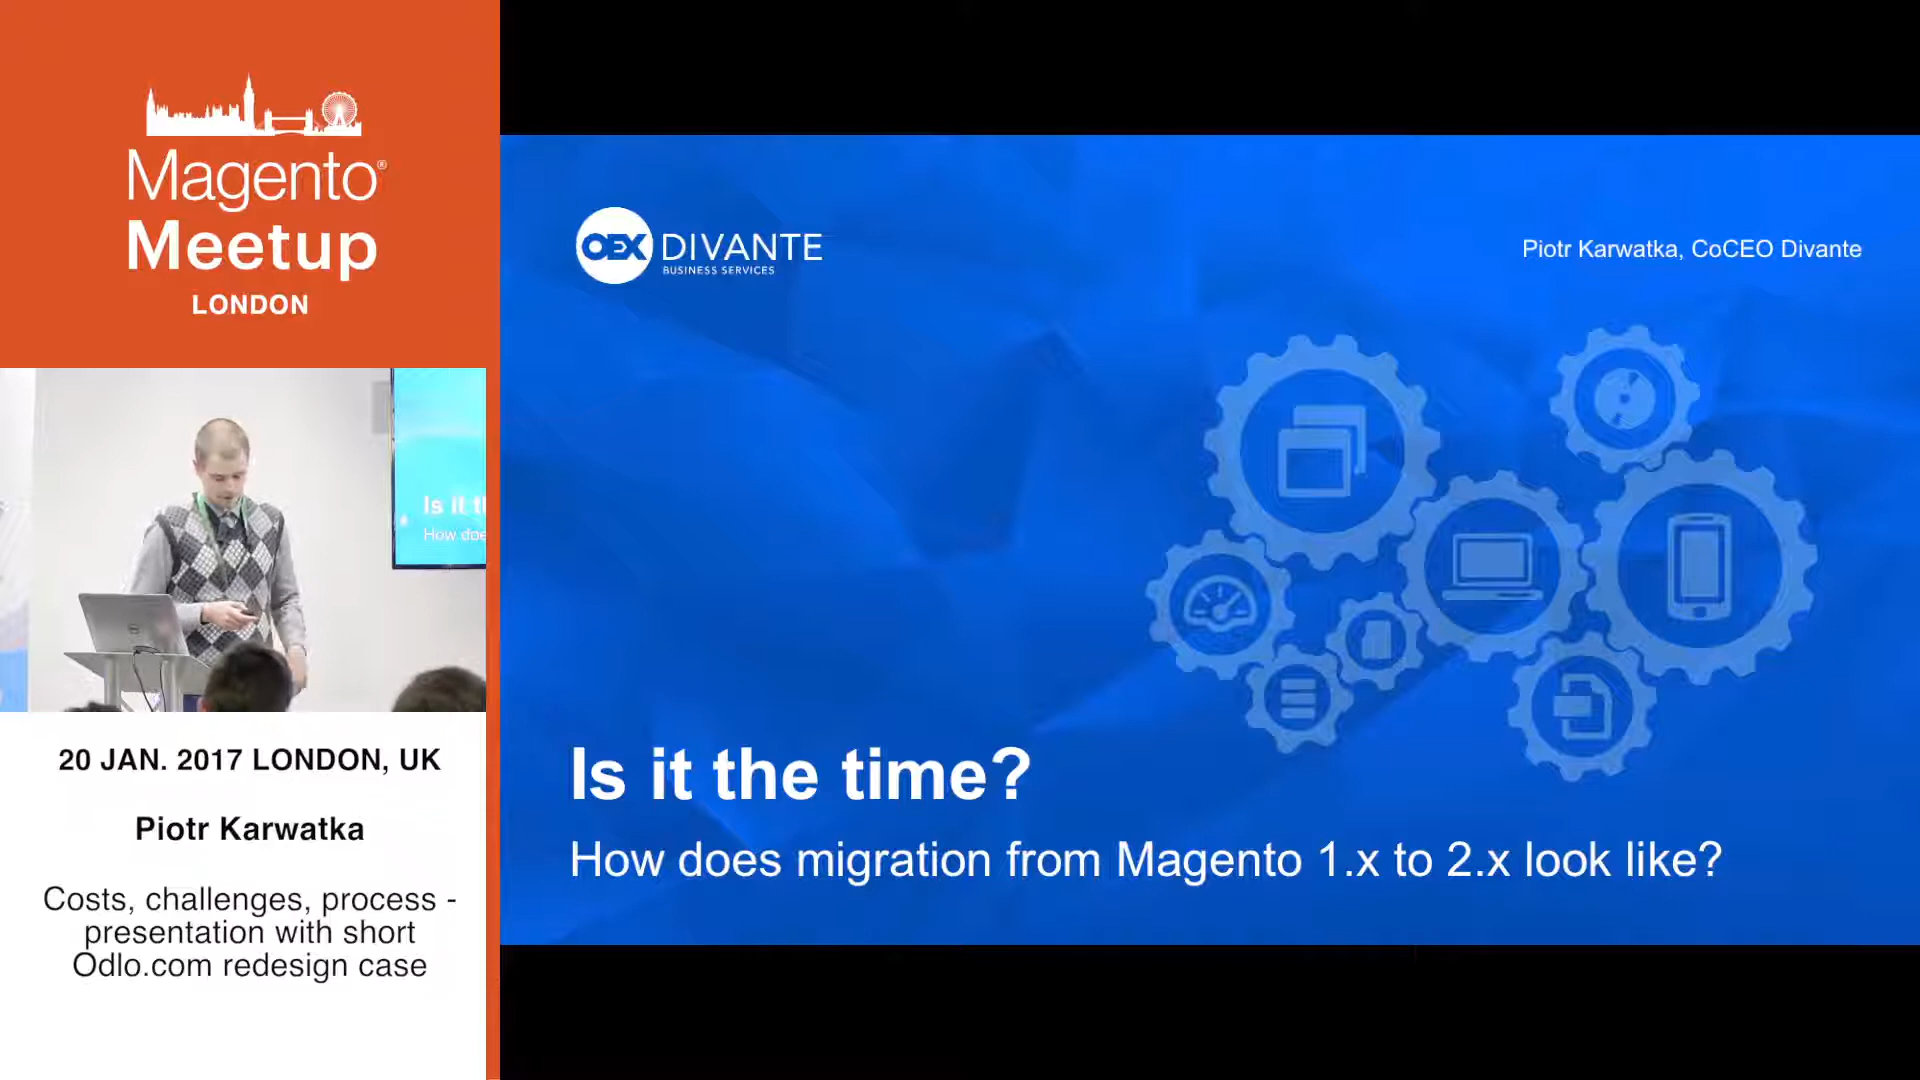 Magento®
Meetup
LONDON
Is it t
How doe
20 JAN. 2017 LONDON, UK
Piotr Karwatka
Costs, challenges, process -
presentation with short
Odlo.com redesign case
OEX DIVANTE
BUSINESS SERVICES
Piotr Karwatka, CoCEO Divante
Is it the time?
How does migration from Magento 1.x to 2.x look like?